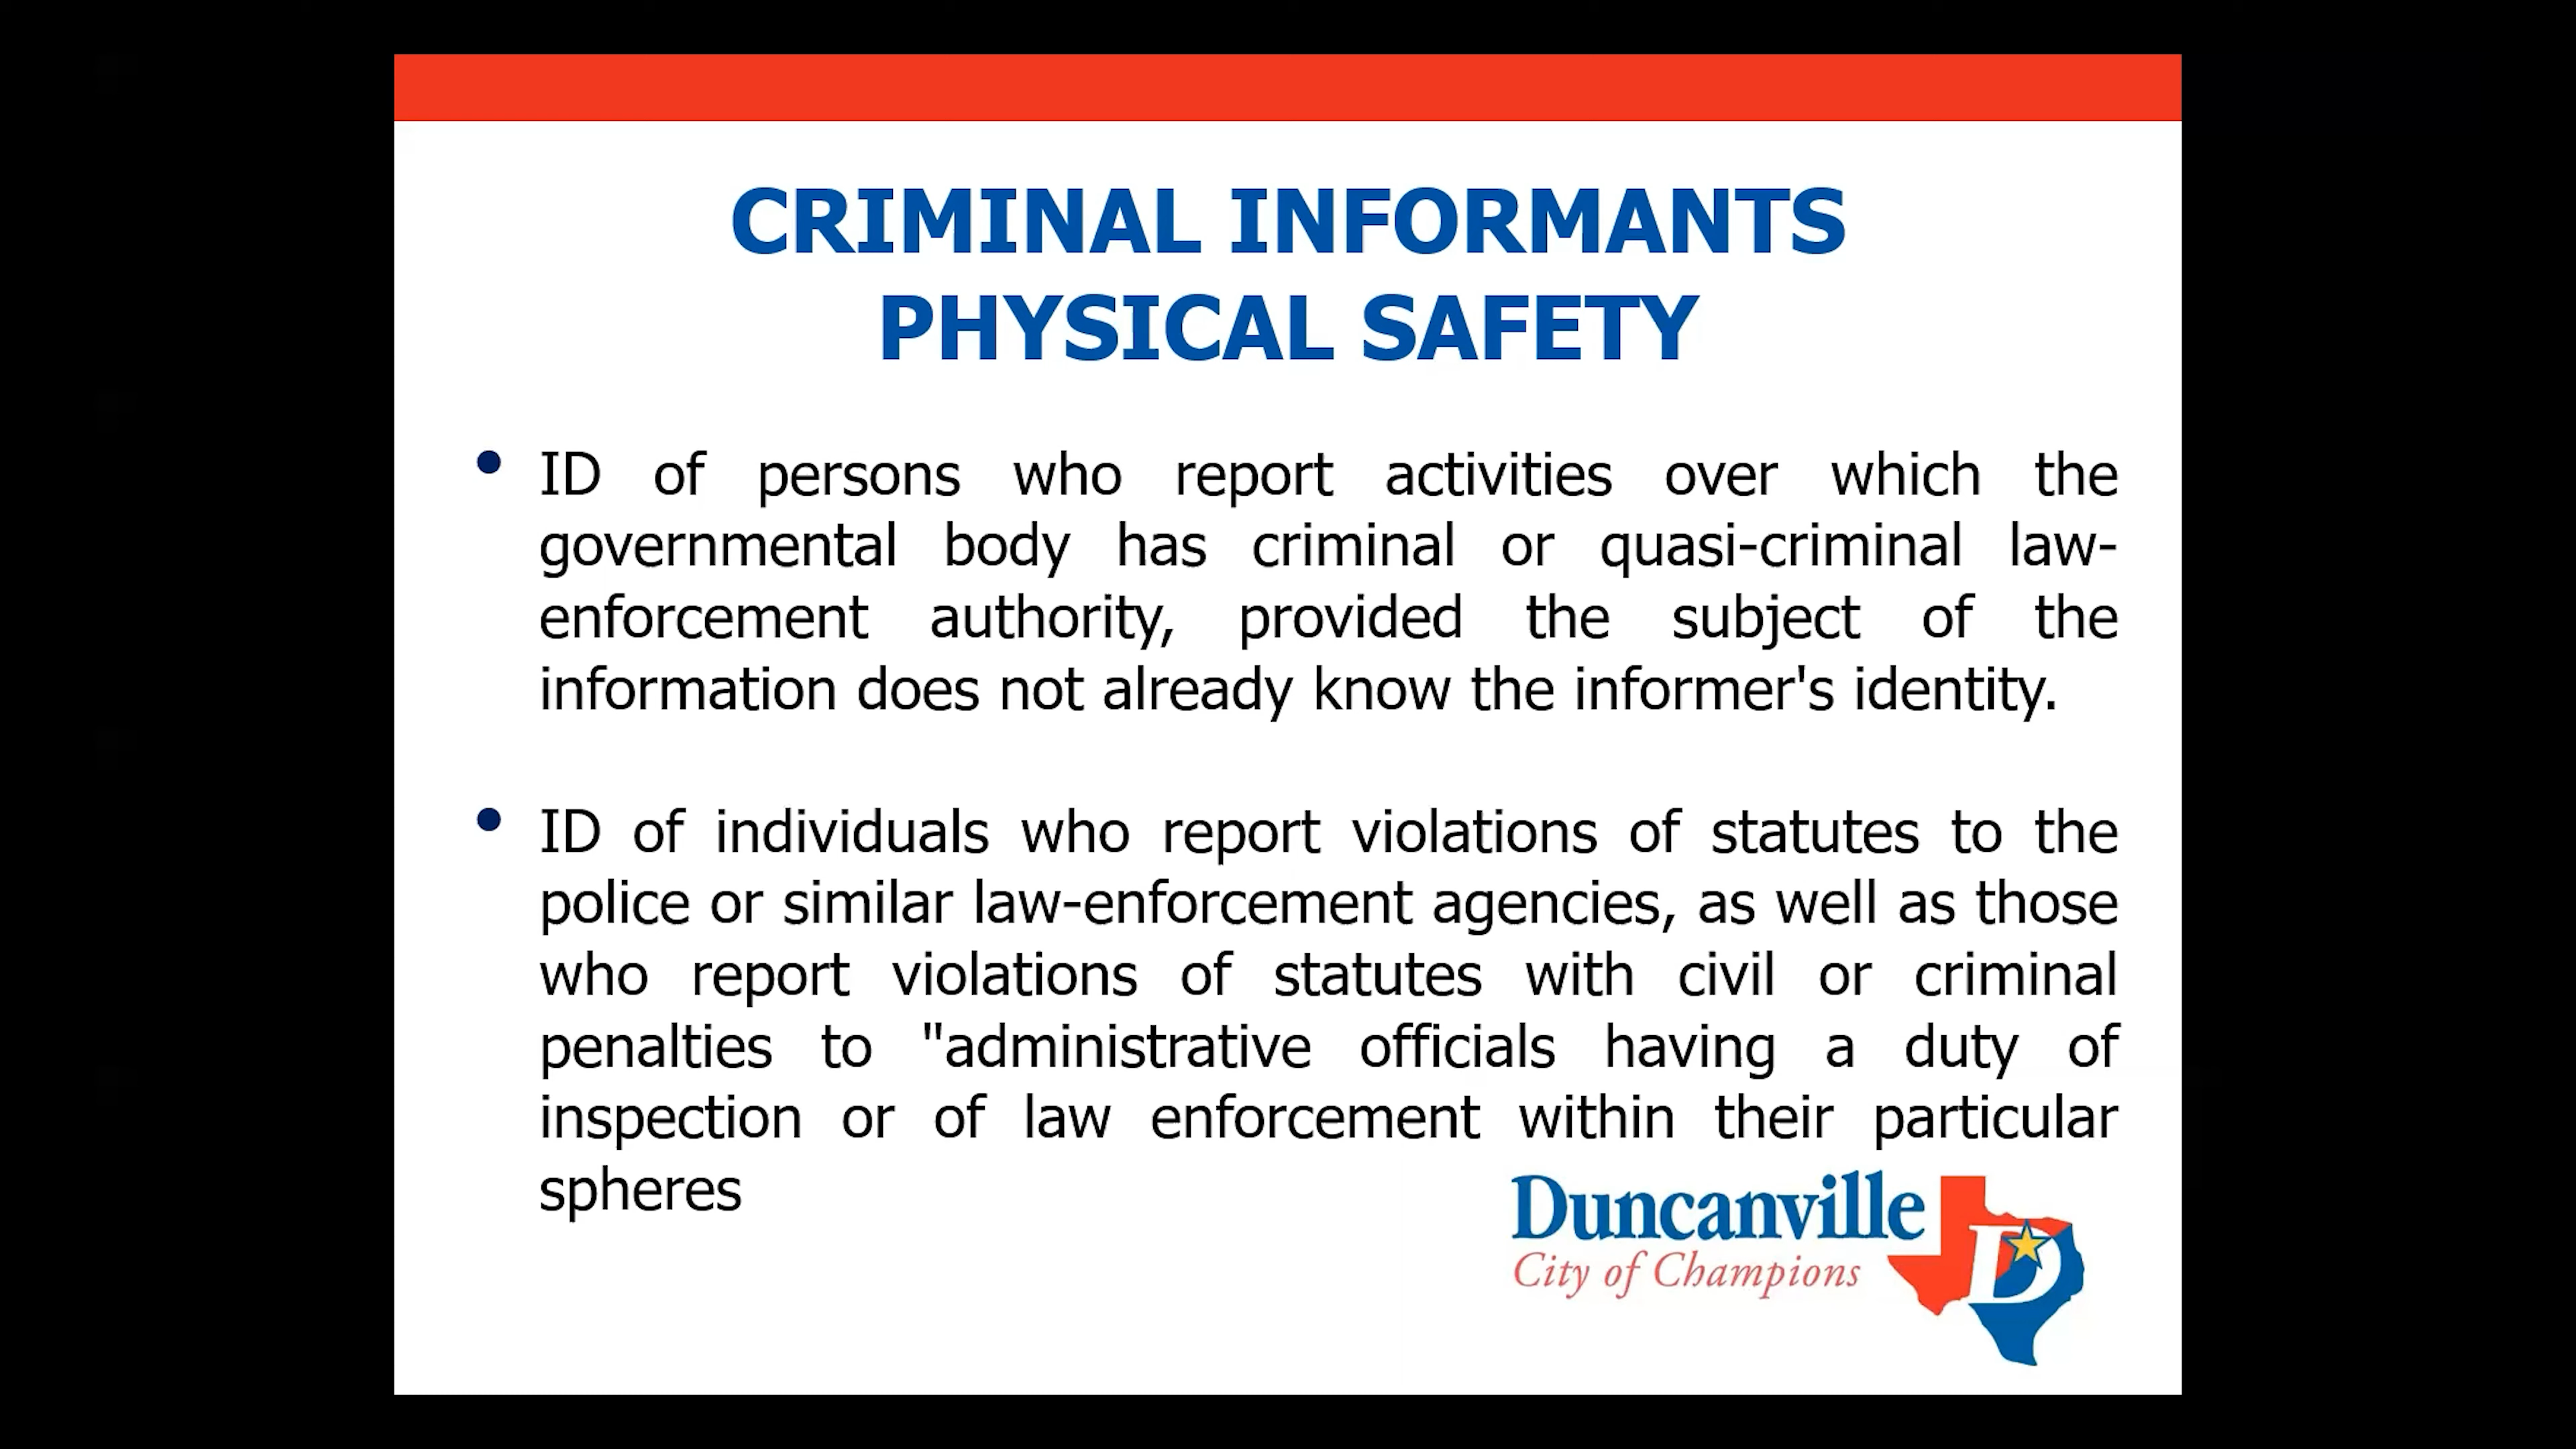 CRIMINAL INFORMANTS
PHYSICAL SAFETY
• ID of persons who report activities over which the
governmental body has criminal or quasi-criminal law-
enforcement authority, provided the subject of the
information does not already know the informer's identity.
• ID of individuals who report violations of statutes to the
police or similar law-enforcement agencies, as well as those
who report violations of statutes with civil or criminal
penalties to "administrative officials having a duty of
inspection or of law enforcement within their particular
spheres
Duncanville
City of Champions
D